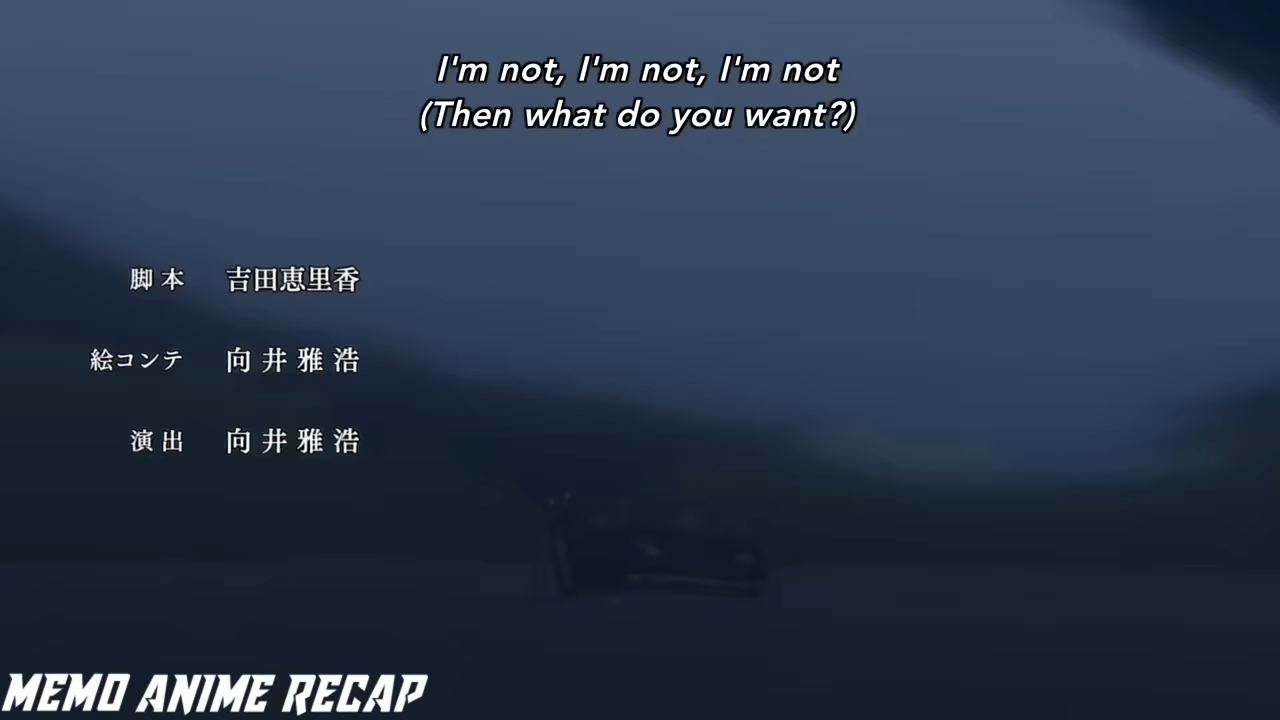 I'm not, I'm not, I'm not
(Then what do you want?)
脚本 吉田恵里香
絵コンテ 向井雅浩
演出 向井雅浩
MEMO ANIME RECAP